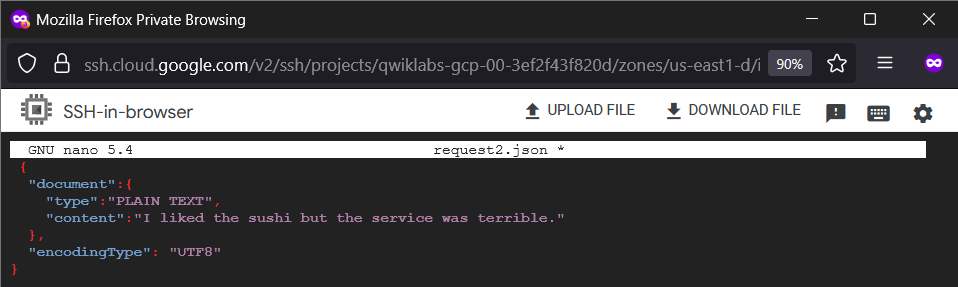 Mozilla Firefox Private Browsing
ssh.cloud.google.com/v2/ssh/projects/qwiklabs-gcp-00-3ef2f43f820d/zones/us-east1-d/i 90%
SSH-in-browser UPLOAD FILE DOWNLOAD FILE
GNU nano 5.4 request2.json *
{
"document":{
"type":"PLAIN TEXT",
"content":"I liked the sushi but the service was terrible."
},
"encodingType": "UTF8"
}